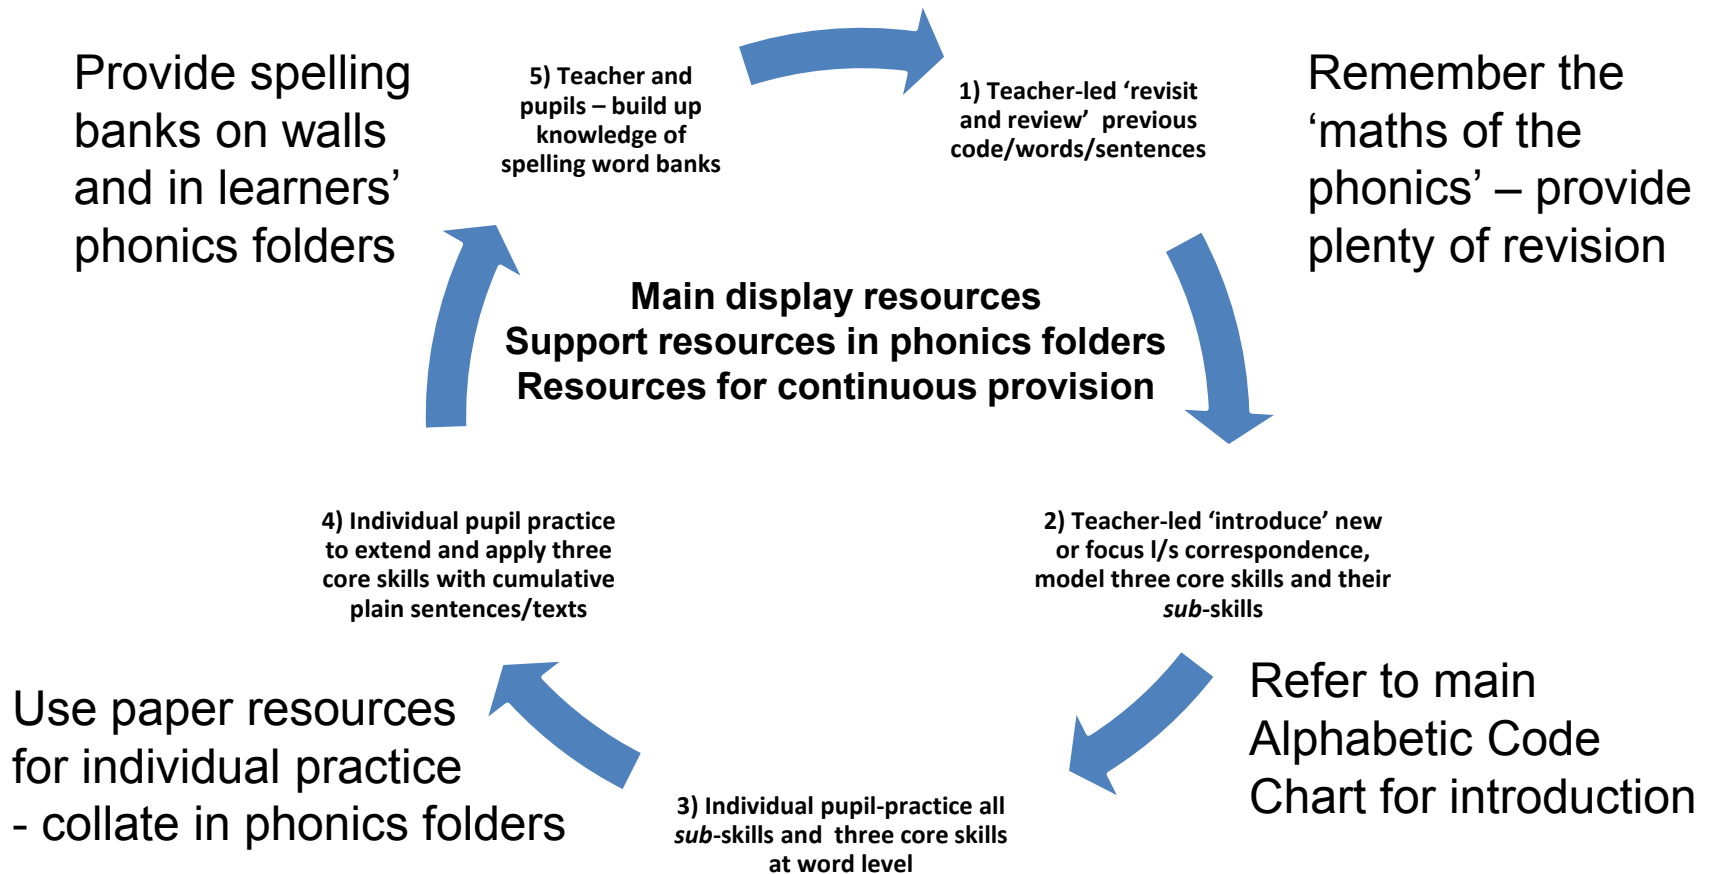 Provide spelling
banks on walls
and in learners’
phonics folders
5) Teacher and
pupils – build up
knowledge of
spelling word banks
1) Teacher-led ‘revisit
and review’ previous
code/words/sentences
Remember the
‘maths of the
phonics’ – provide
plenty of revision
Main display resources
Support resources in phonics folders
Resources for continuous provision
4) Individual pupil practice
to extend and apply three
core skills with cumulative
plain sentences/texts
2) Teacher-led ‘introduce’ new
or focus l/s correspondence,
model three core skills and their
sub-skills
Use paper resources
for individual practice
- collate in phonics folders
3) Individual pupil-practice all
sub-skills and three core skills
at word level
Refer to main
Alphabetic Code
Chart for introduction